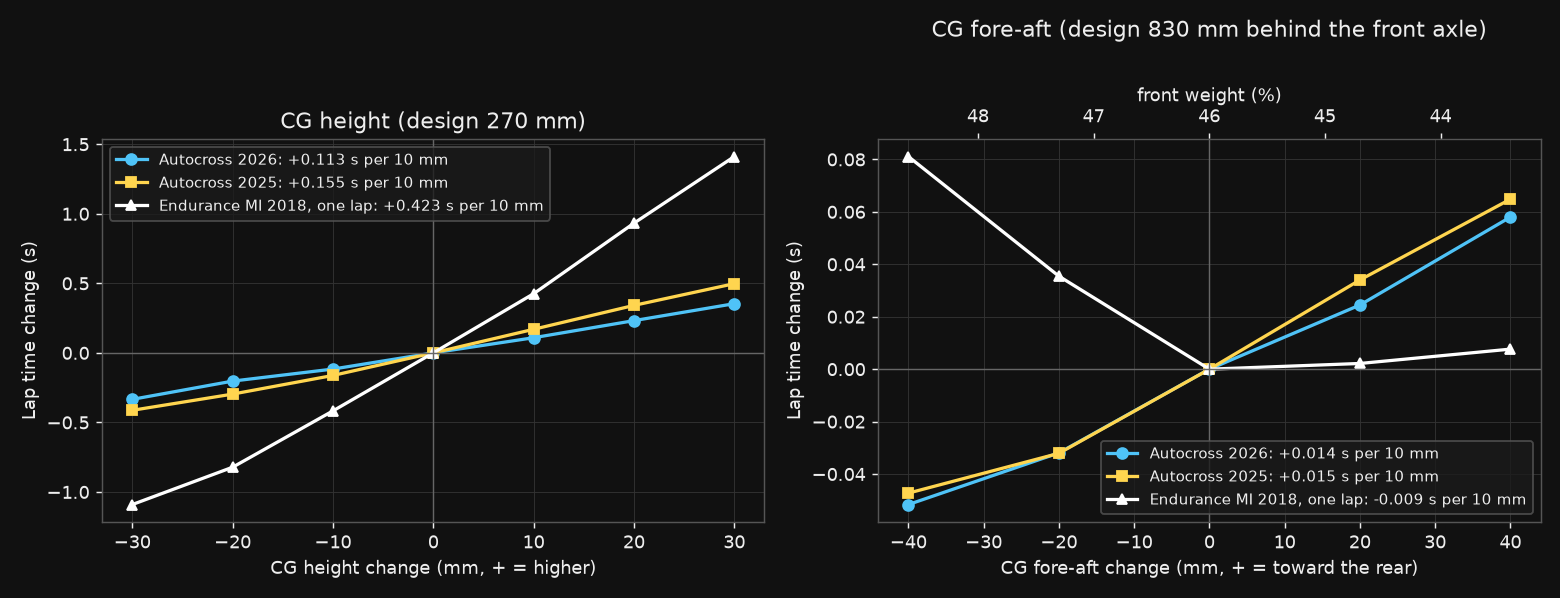 CG height (design 270 mm)
1.5
1.0
0.5
0.0
−0.5
−1.0
Lap time change (s)
Autocross 2026: +0.113 s per 10 mm
Autocross 2025: +0.155 s per 10 mm
Endurance MI 2018, one lap: +0.423 s per 10 mm
−30 −20 −10 0 10 20 30
CG height change (mm, + = higher)
CG fore-aft (design 830 mm behind the front axle)
front weight (%)
48 47 46 45 44
0.08
0.06
0.04
0.02
0.00
−0.02
−0.04
Lap time change (s)
Autocross 2026: +0.014 s per 10 mm
Autocross 2025: +0.015 s per 10 mm
Endurance MI 2018, one lap: -0.009 s per 10 mm
−40 −30 −20 −10 0 10 20 30 40
CG fore-aft change (mm, + = toward the rear)